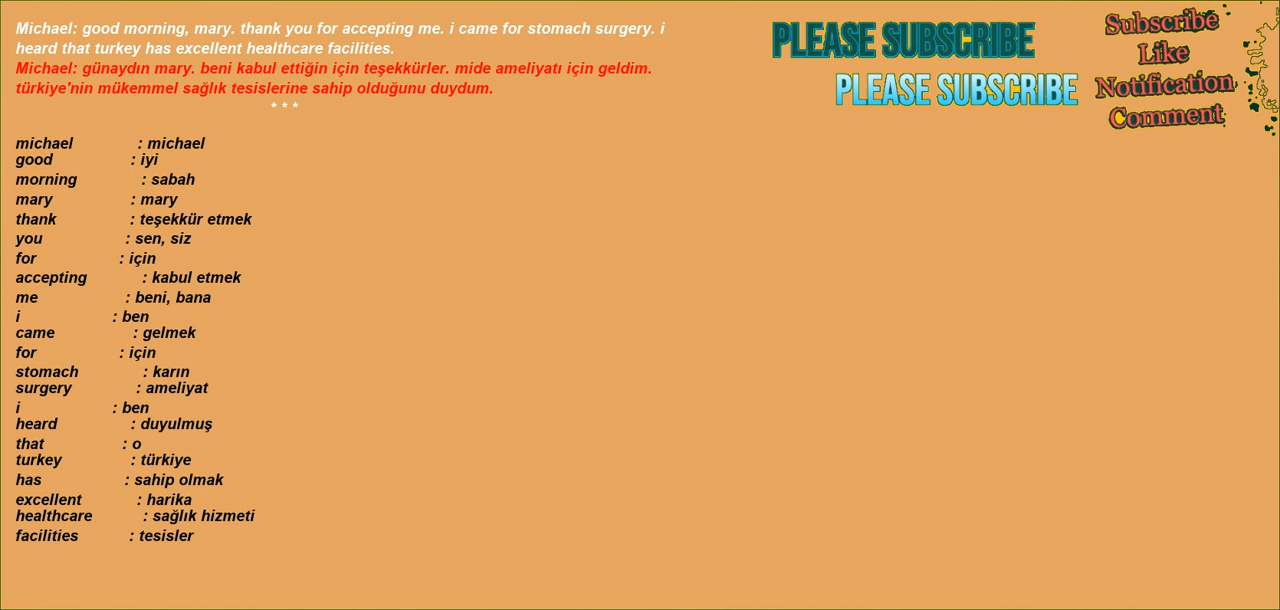 Michael: good morning, mary. thank you for accepting me. i came for stomach surgery. i
heard that turkey has excellent healthcare facilities.
Michael: günaydın mary. beni kabul ettiğin için teşekkürler. mide ameliyatı için geldim.
türkiye'nin mükemmel sağlık tesislerine sahip olduğunu duydum.
* * *
michael : michael
good : iyi
morning : sabah
mary : mary
thank : teşekkür etmek
you : sen, siz
for : için
accepting : kabul etmek
me : beni, bana
i : ben
came : gelmek
for : için
stomach : karın
surgery : ameliyat
i : ben
heard : duyulmuş
that : o
turkey : türkiye
has : sahip olmak
excellent : harika
healthcare : sağlık hizmeti
facilities : tesisler
PLEASE SUBSCRIBE
PLEASE SUBSCRIBE
Subscribe
Like
Notification
Comment